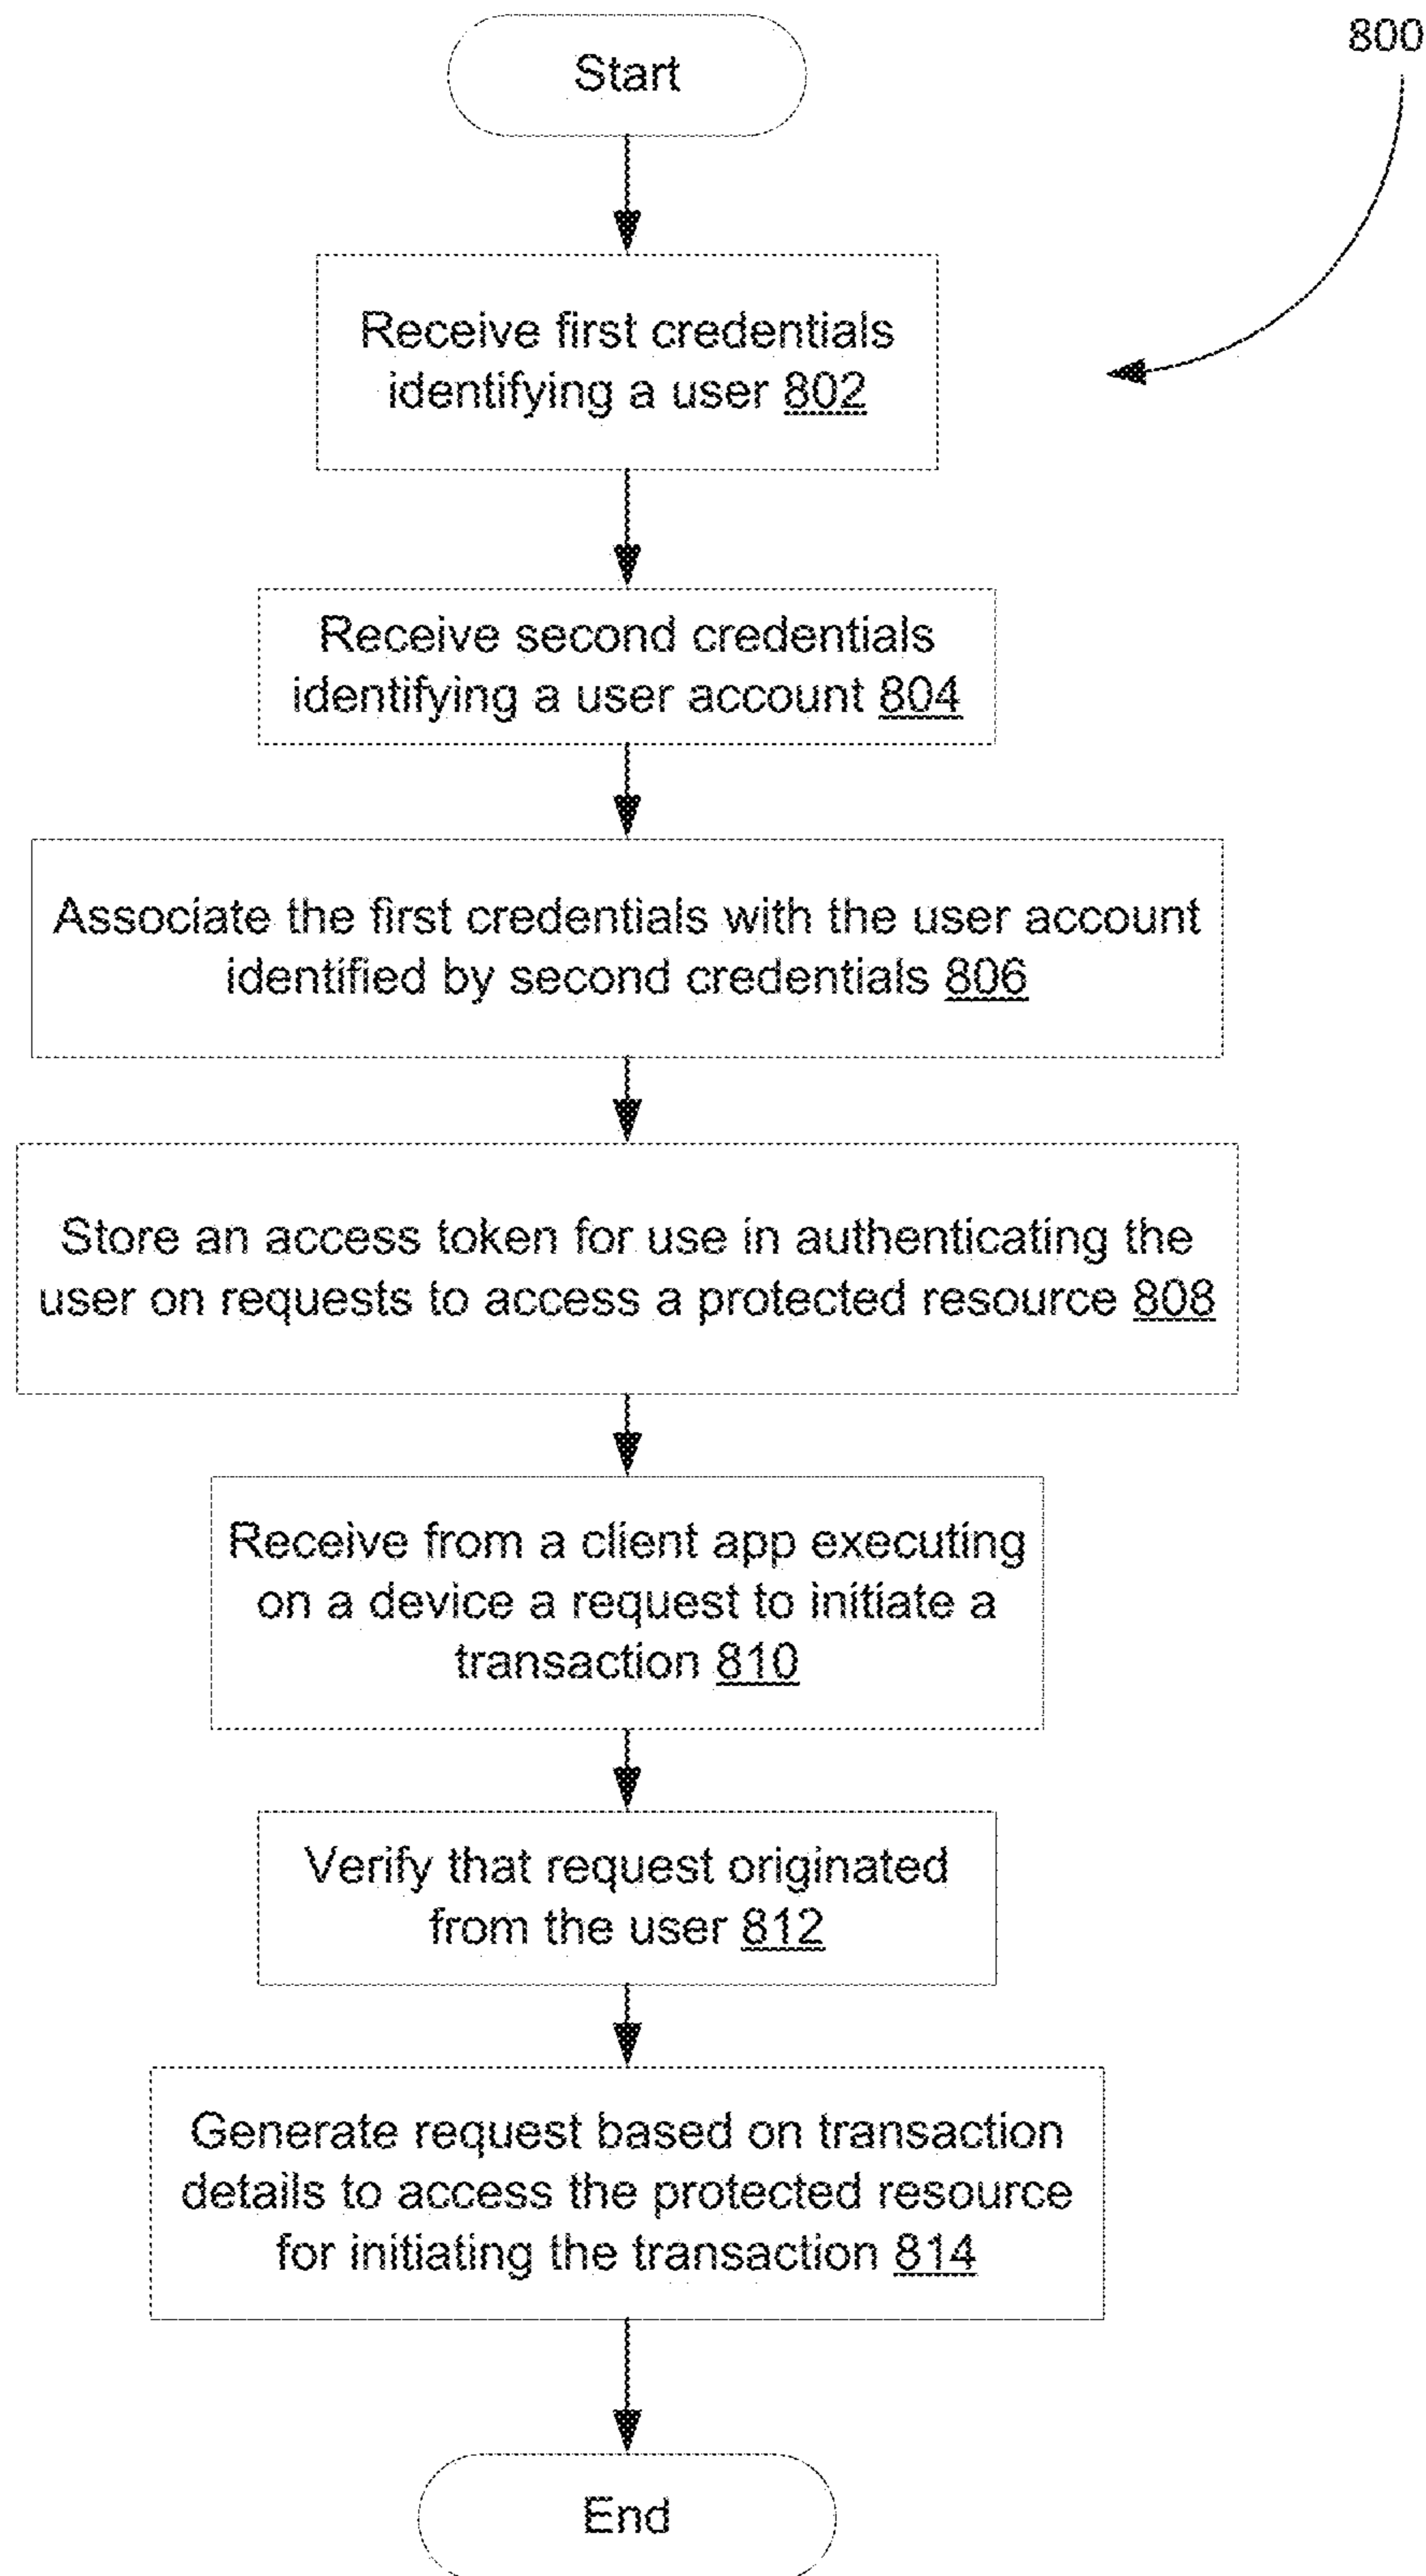 800
Start
Receive first credentials
identifying a user 802
Receive second credentials
identifying a user account 804
Associate the first credentials with the user account
identified by second credentials 806
Store an access token for use in authenticating the
user on requests to access a protected resource 808
Receive from a client app executing
on a device a request to initiate a
transaction 810
Verify that request originated
from the user 812
Generate request based on transaction
details to access the protected resource
for initiating the transaction 814
End